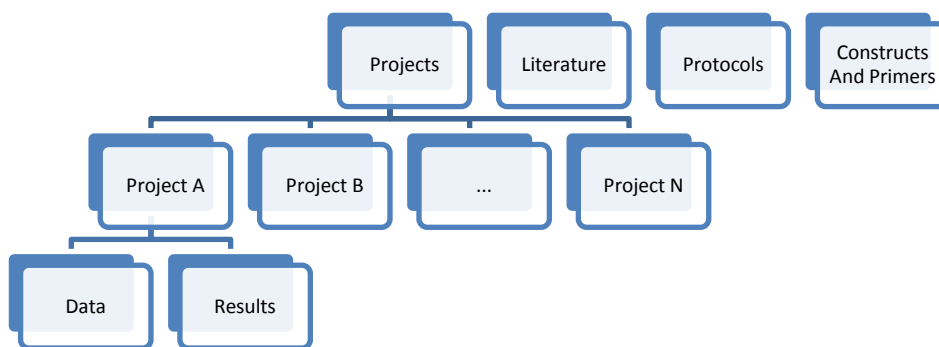 Projects
Literature
Protocols
Constructs
And Primers
Project A
Project B
...
Project N
Data
Results